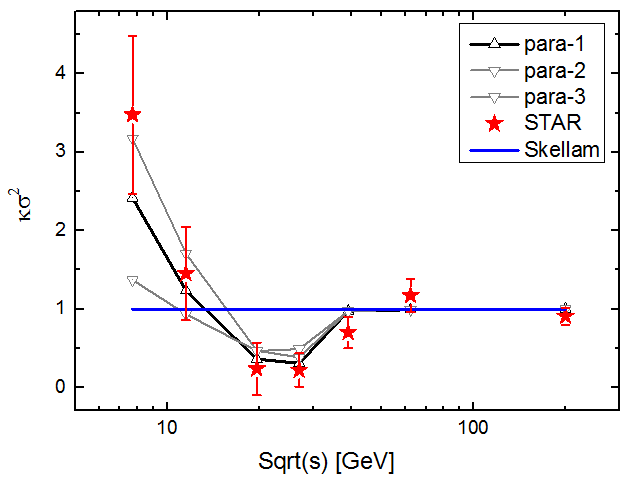 para-1
para-2
para-3
STAR
Skellam
4
3
2
1
0
κσ²
10
100
Sqrt(s) [GeV]